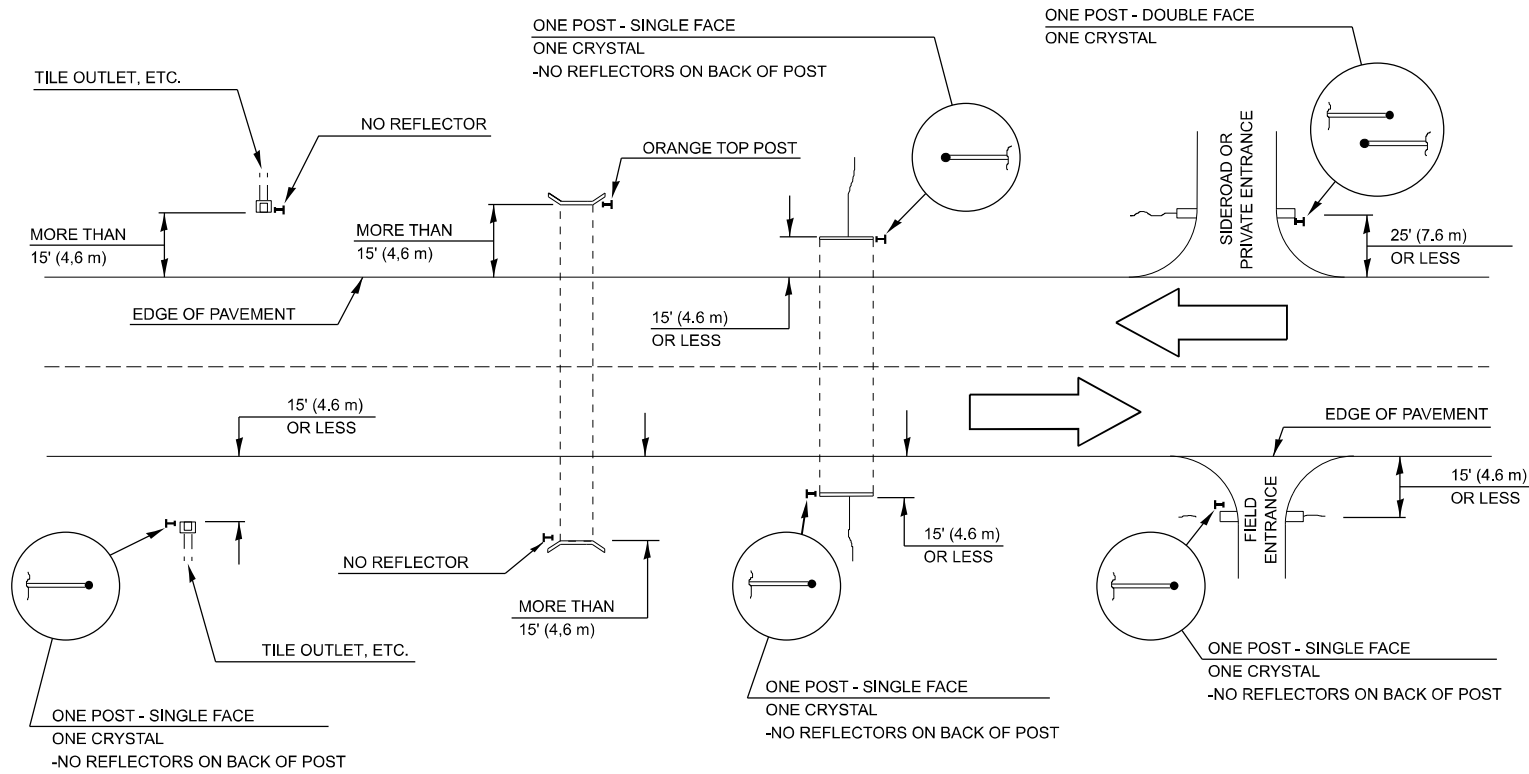 ONE POST - SINGLE FACE
ONE CRYSTAL
-NO REFLECTORS ON BACK OF POST
ONE POST - DOUBLE FACE
ONE CRYSTAL
TILE OUTLET, ETC.
NO REFLECTOR
ORANGE TOP POST
SIDEROAD OR
PRIVATE ENTRANCE
MORE THAN
15' (4,6 m)
MORE THAN
15' (4,6 m)
25' (7.6 m)
OR LESS
EDGE OF PAVEMENT
15' (4.6 m)
OR LESS
15' (4.6 m)
OR LESS
EDGE OF PAVEMENT
15' (4.6 m)
OR LESS
FIELD
ENTRANCE
15' (4.6 m)
OR LESS
NO REFLECTOR
MORE THAN
15' (4,6 m)
TILE OUTLET, ETC.
ONE POST - SINGLE FACE
ONE CRYSTAL
-NO REFLECTORS ON BACK OF POST
ONE POST - SINGLE FACE
ONE CRYSTAL
-NO REFLECTORS ON BACK OF POST
ONE POST - SINGLE FACE
ONE CRYSTAL
-NO REFLECTORS ON BACK OF POST